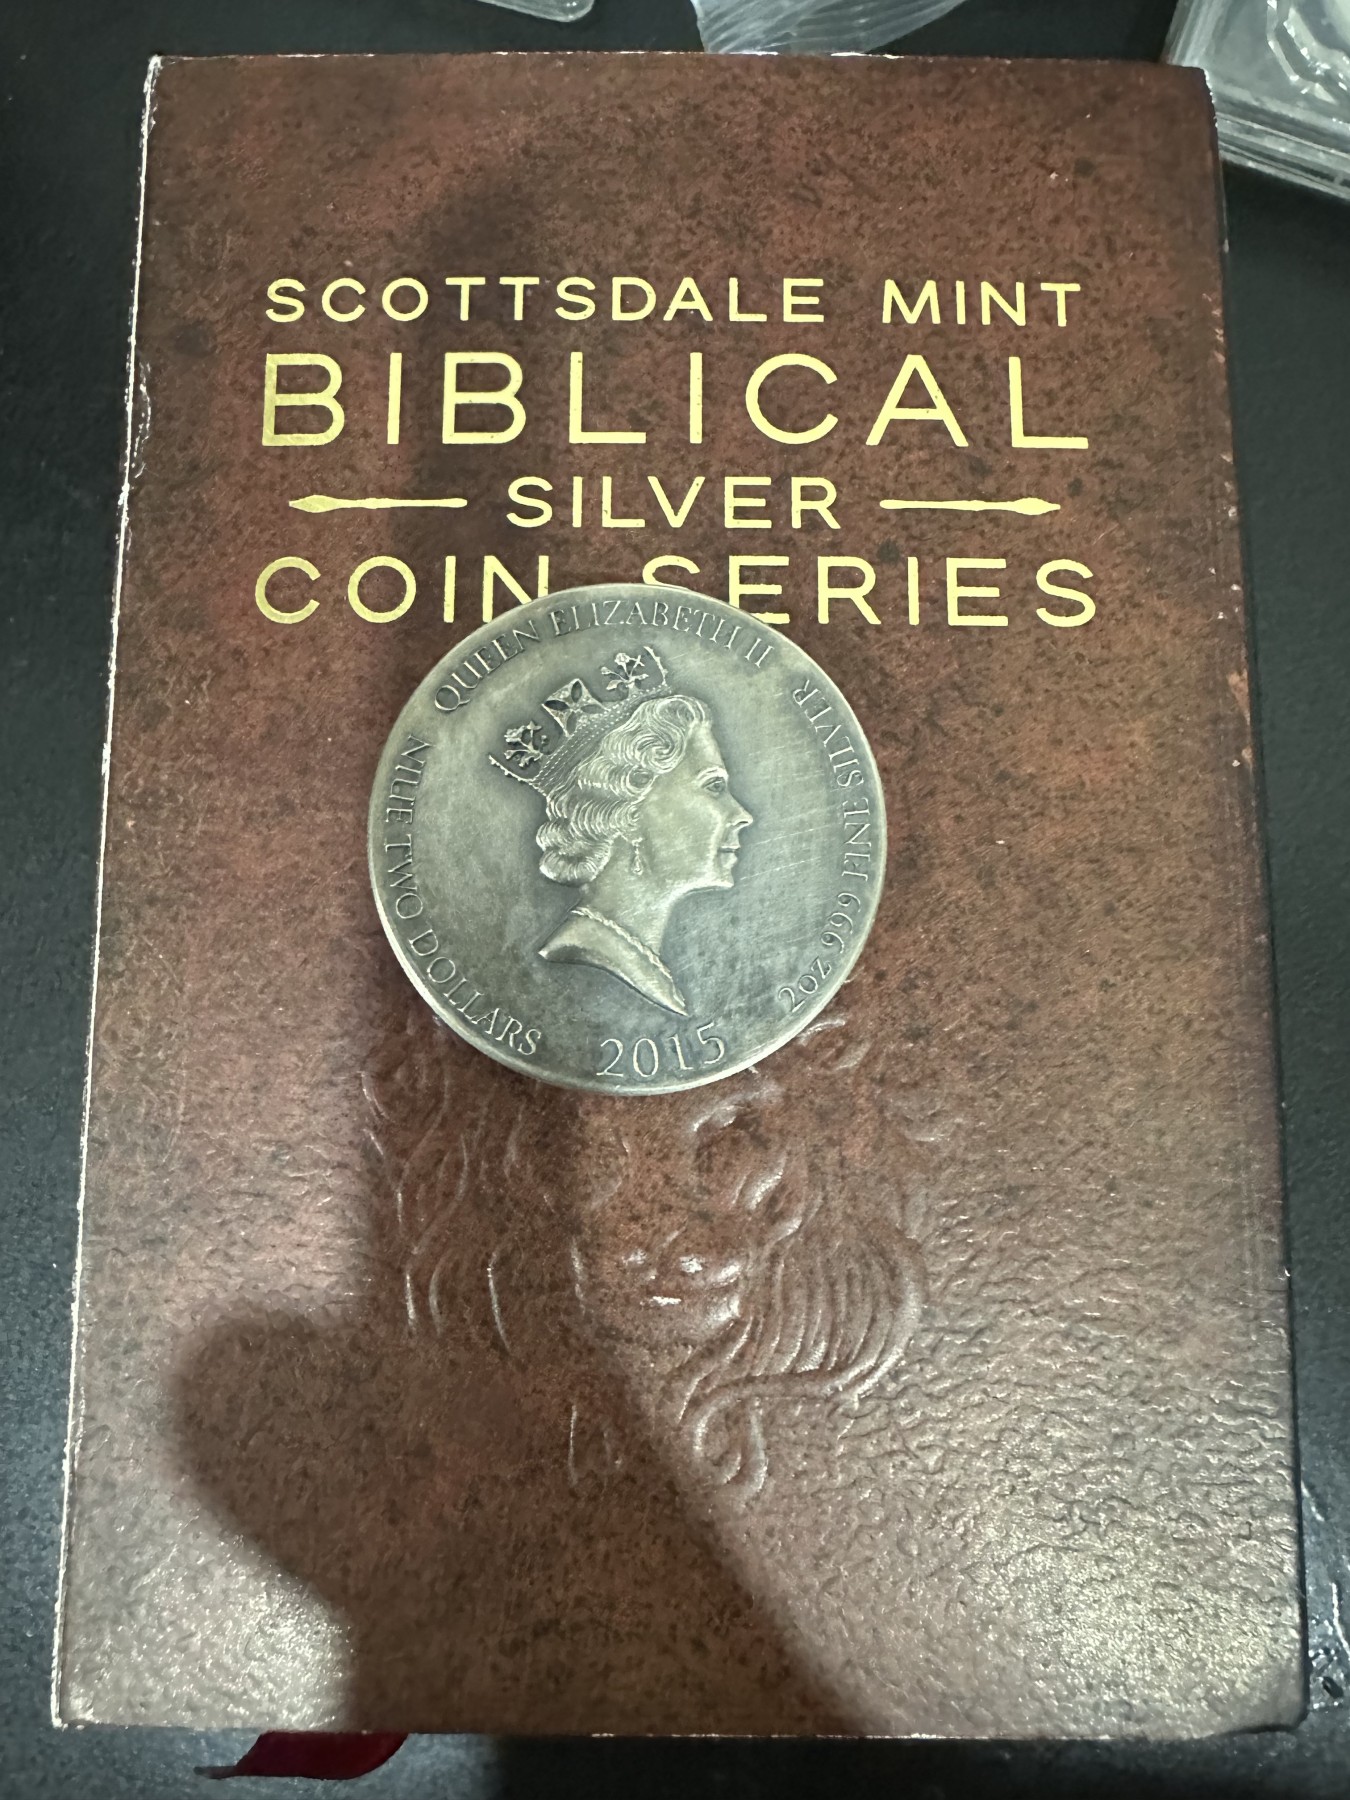 SCOTTSDALE MINT
BIBLICAL
SILVER
COIN SERIES
QUEEN ELIZABETH II
NIUE TWO DOLLARS
2015
2oz 999 FINE SILVER